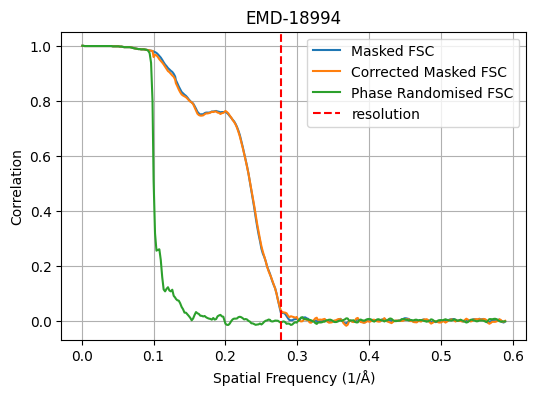 EMD-18994
Masked FSC
Corrected Masked FSC
Phase Randomised FSC
resolution
Correlation
1.0
0.8
0.6
0.4
0.2
0.0
0.0 0.1 0.2 0.3 0.4 0.5 0.6
Spatial Frequency (1/Å)